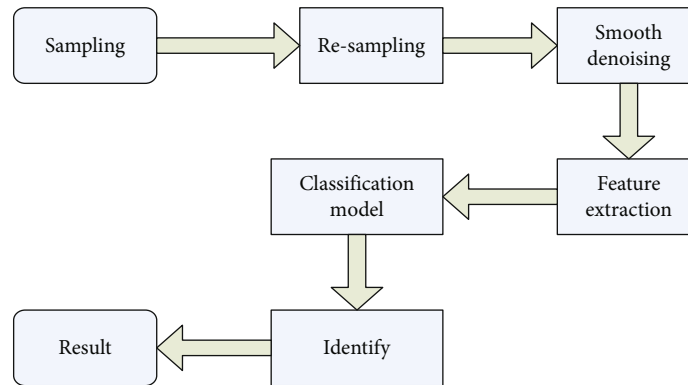 Sampling
Re-sampling
Smooth
denoising
Feature
extraction
Classification
model
Identify
Result